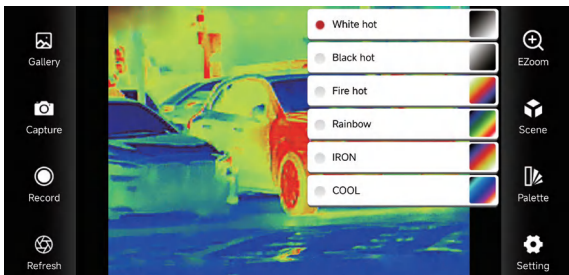 Gallery
Capture
Record
Refresh
White hot
Black hot
Fire hot
Rainbow
IRON
COOL
EZoom
Scene
Palette
Setting